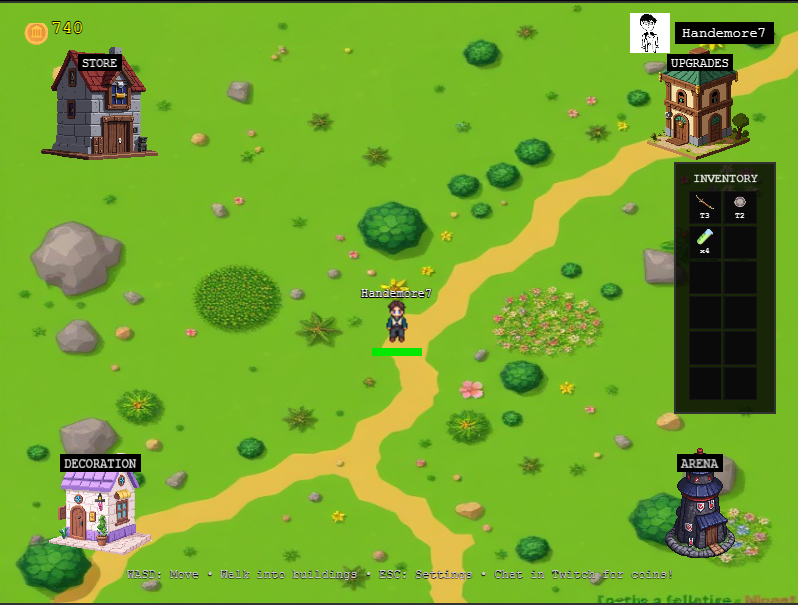 740
Handemore7
STORE
UPGRADES
INVENTORY
T3
T2
x4
Handemore7
DECORATION
ARENA
WASD: Move • Walk into buildings • ESC: Settings • Chat in Twitch for coins!